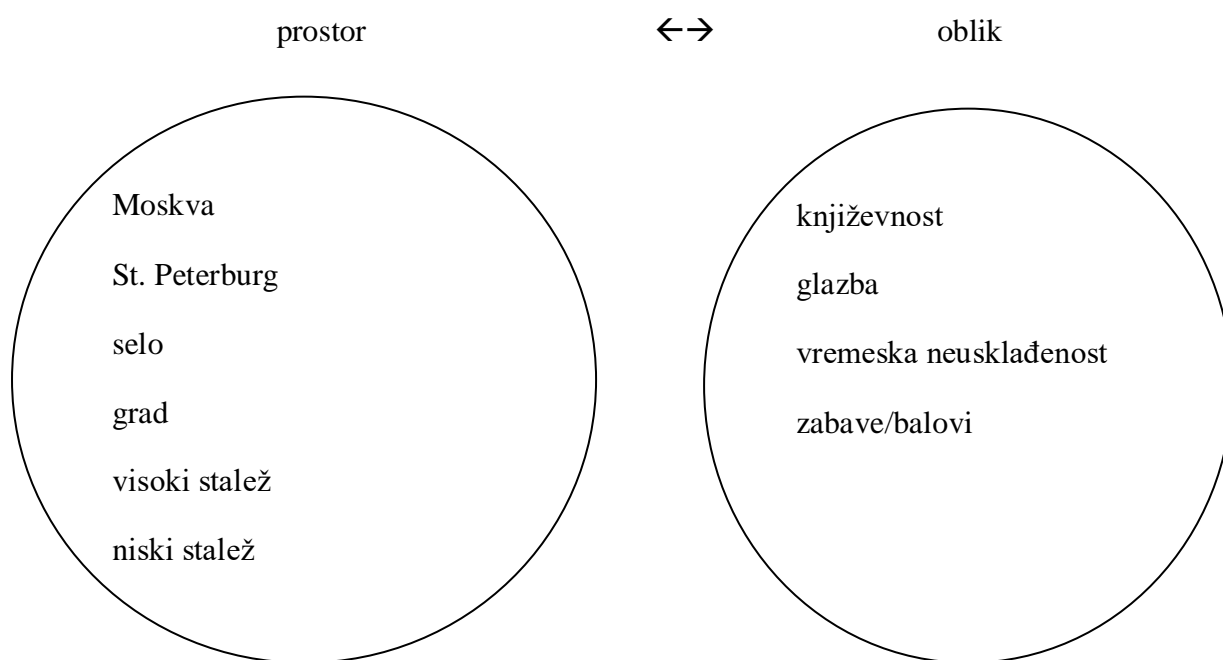 prostor ←→ oblik
Moskva
St. Peterburg
selo
grad
visoki stalež
niski stalež
književnost
glazba
vremeska neusklađenost
zabave/balovi